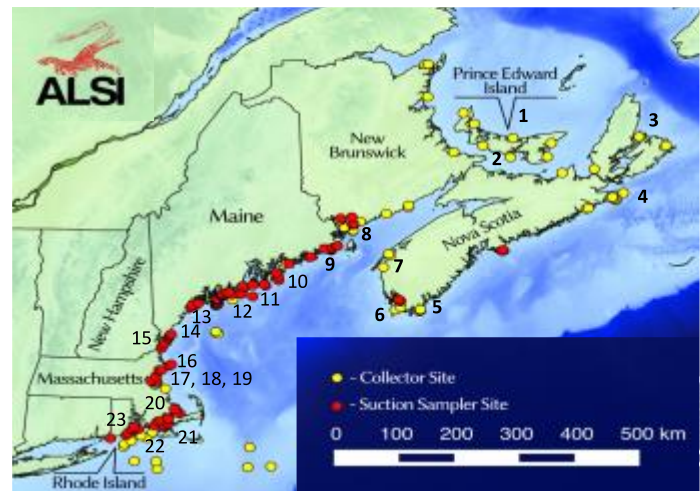 ALSI
Prince Edward
Island
1
2
3
4
New
Brunswick
Maine
Nova Scotia
8
9
7
10
11
12
13
6
5
New Hampshire
14
15
16
Massachusetts
17, 18, 19
20
23
21
22
Rhode Island
- Collector Site
- Suction Sampler Site
0 100 200 300 400 500 km